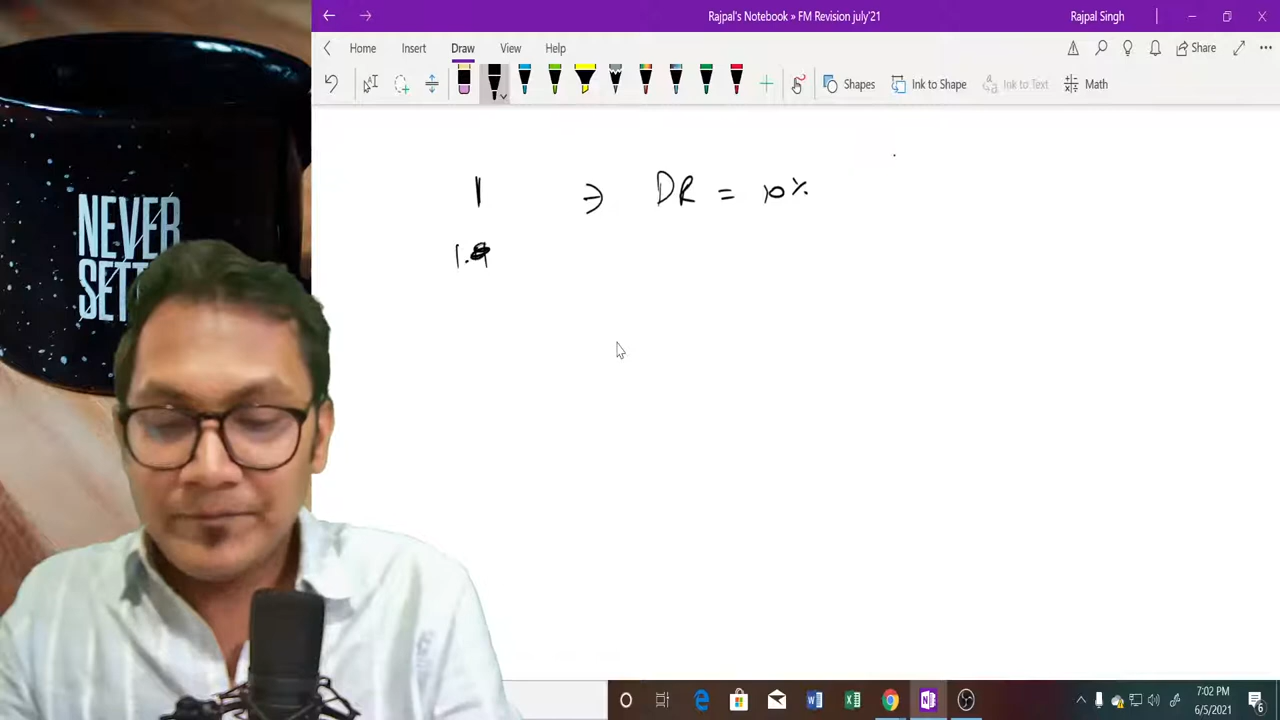 Rajpal's Notebook » FM Revision july'21
Rajpal Singh
Home Insert Draw View Help
Share
Shapes
Ink to Shape
Ink to Text
Math
1 ⇒ DR = 10%
NEVER
7:02 PM
6/5/2021
6